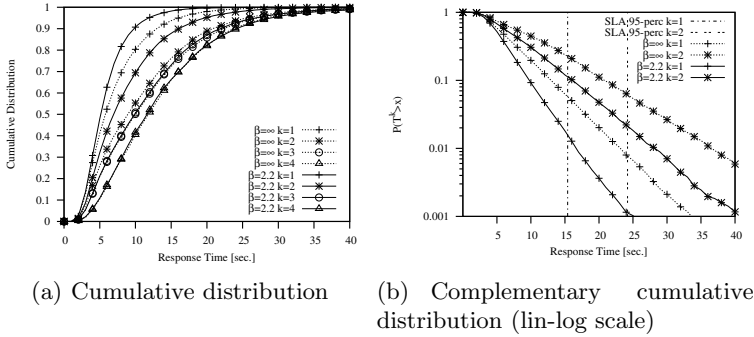 1
0.9
0.8
0.7
0.6
0.5
0.4
0.3
0.2
0.1
0
Cumulative Distribution
β=∞ k=1
β=∞ k=2
β=∞ k=3
β=∞ k=4
β=2.2 k=1
β=2.2 k=2
β=2.2 k=3
β=2.2 k=4
0 5 10 15 20 25 30 35 40
Response Time [sec.]
(a) Cumulative distribution
1
0.1
0.01
0.001
P(Tᵏ>x)
SLA 95-perc k=1
SLA 95-perc k=2
β=∞ k=1
β=∞ k=2
β=2.2 k=1
β=2.2 k=2
5 10 15 20 25 30 35 40
Response Time [sec.]
(b) Complementary cumulative
distribution (lin-log scale)